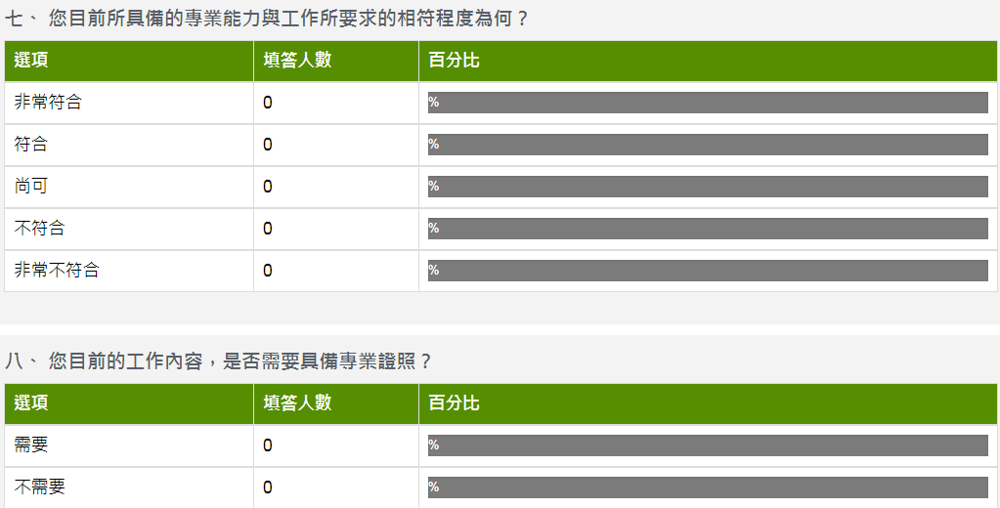 七、 您目前所具備的專業能力與工作所要求的相符程度為何？
選項 填答人數 百分比
非常符合 0 %
符合 0 %
尚可 0 %
不符合 0 %
非常不符合 0 %
八、 您目前的工作內容，是否需要具備專業證照？
選項 填答人數 百分比
需要 0 %
不需要 0 %